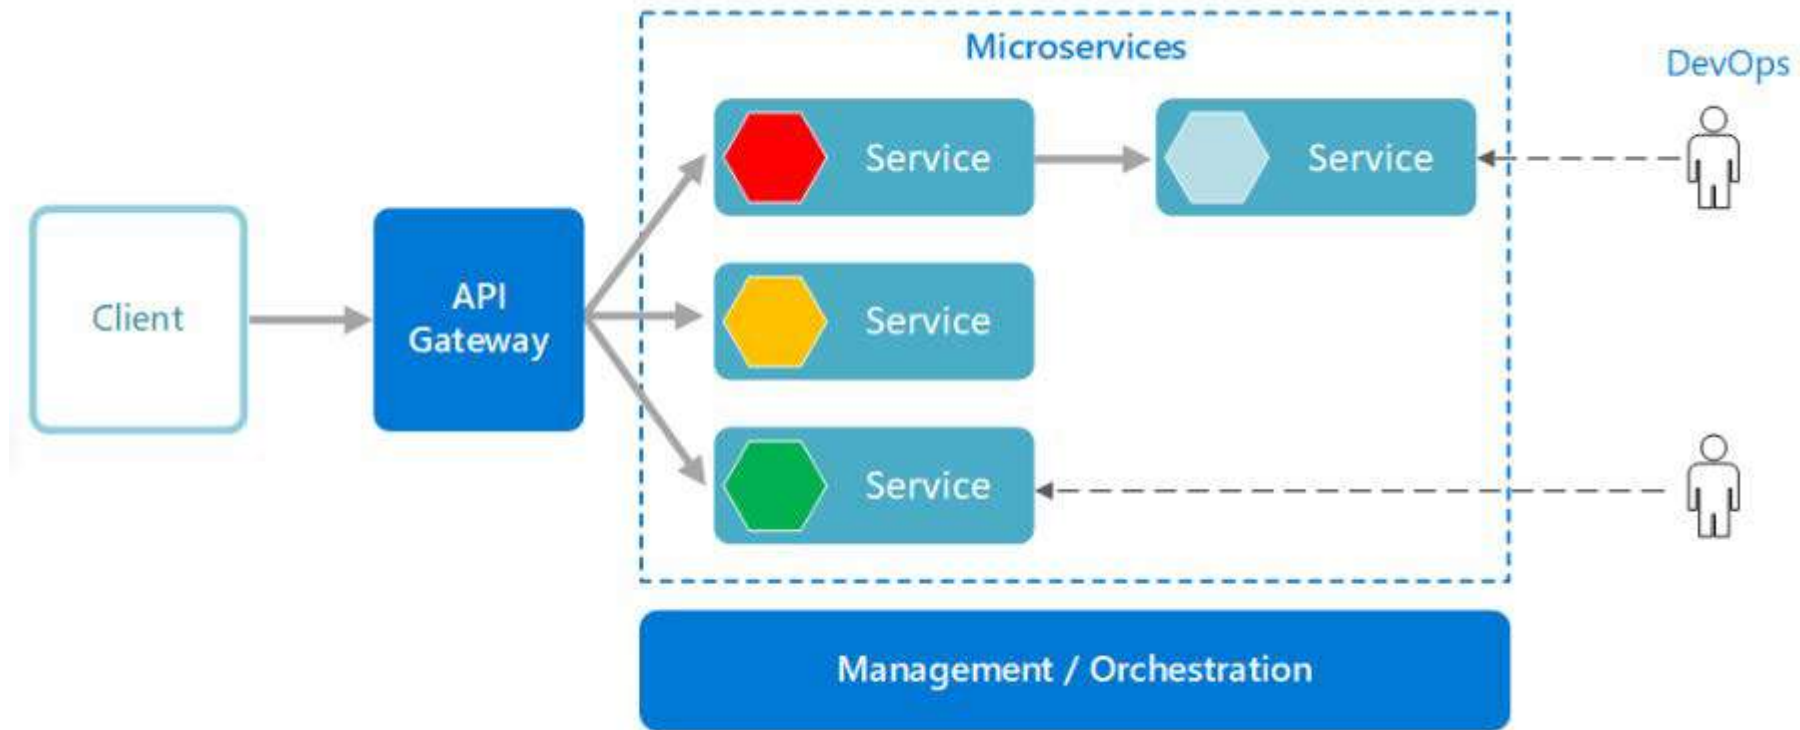 Microservices
DevOps
Service
Service
Client
API
Gateway
Service
Service
Management / Orchestration